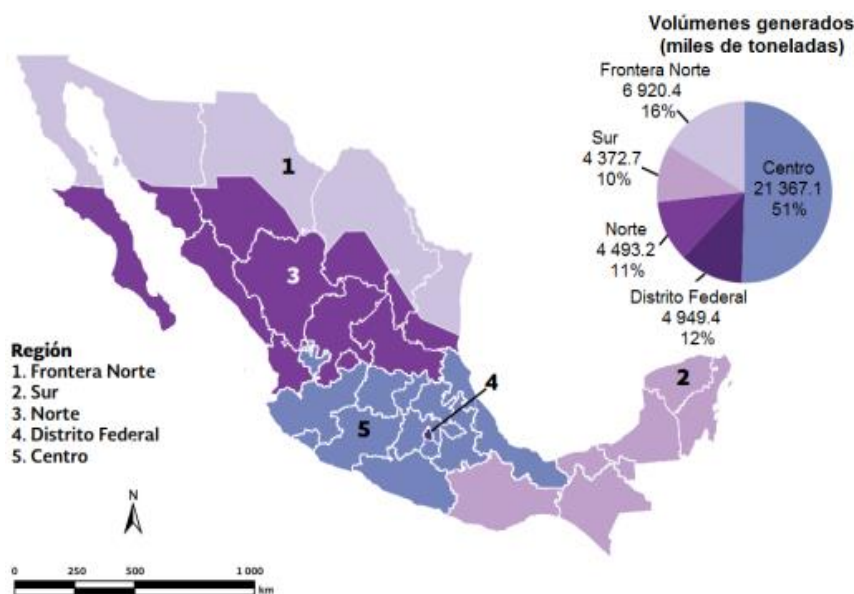 Volúmenes generados
(miles de toneladas)
Frontera Norte
6 920.4
16%
Sur
4 372.7
10%
Centro
21 367.1
51%
Norte
4 493.2
11%
Distrito Federal
4 949.4
12%
1
3
2
4
5
Región
1. Frontera Norte
2. Sur
3. Norte
4. Distrito Federal
5. Centro
N
0 250 500 1 000
km